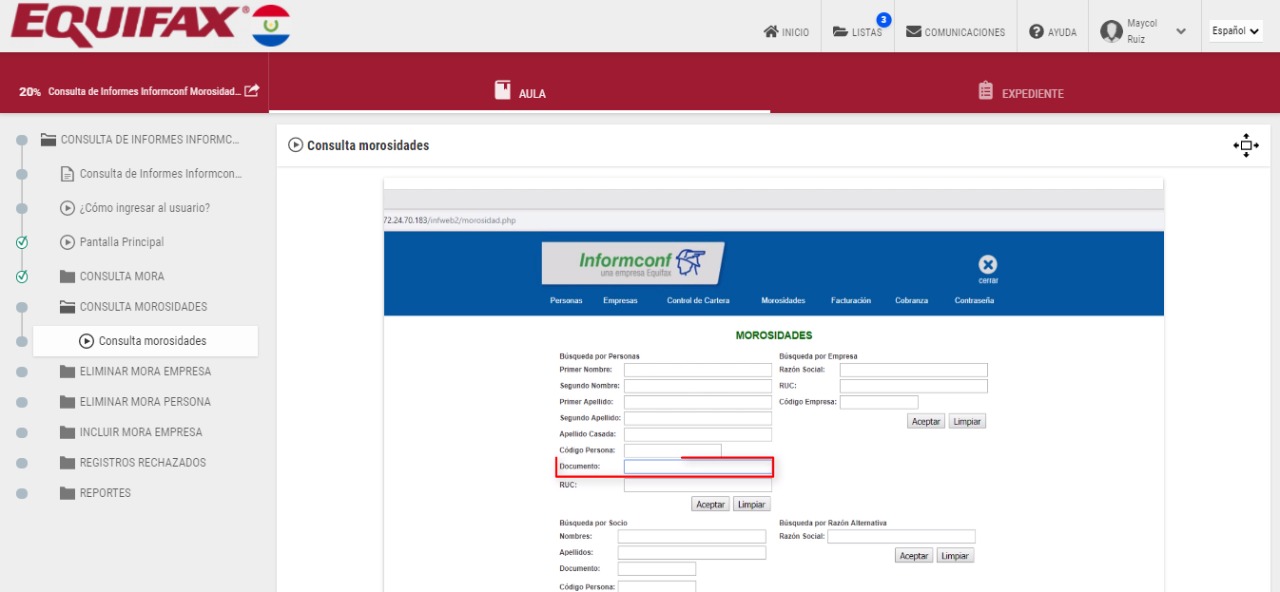 EQUIFAX
INICIO
LISTAS
3
COMUNICACIONES
AYUDA
Maycol
Ruiz
Español
20% Consulta de Informes Informconf Morosidad...
AULA
EXPEDIENTE
CONSULTA DE INFORMES INFORMC...
Consulta de Informes Informcon...
¿Cómo ingresar al usuario?
Pantalla Principal
CONSULTA MORA
CONSULTA MOROSIDADES
Consulta morosidades
ELIMINAR MORA EMPRESA
ELIMINAR MORA PERSONA
INCLUIR MORA EMPRESA
REGISTROS RECHAZADOS
REPORTES
Consulta morosidades
72.24.70.183/infweb2/morosidad.php
Informconf
una empresa Equifax
cerrar
Personas Empresas Control de Cartera Morosidades Facturación Cobranza Contraseña
MOROSIDADES
Búsqueda por Personas
Primer Nombre:
Segundo Nombre:
Primer Apellido:
Segundo Apellido:
Apellido Casada:
Código Persona:
Documento:
RUC:
Aceptar Limpiar
Búsqueda por Empresa
Razón Social:
RUC:
Código Empresa:
Aceptar Limpiar
Búsqueda por Socio
Nombres:
Apellidos:
Documento:
Código Persona:
Búsqueda por Razón Alternativa
Razón Social:
Aceptar Limpiar